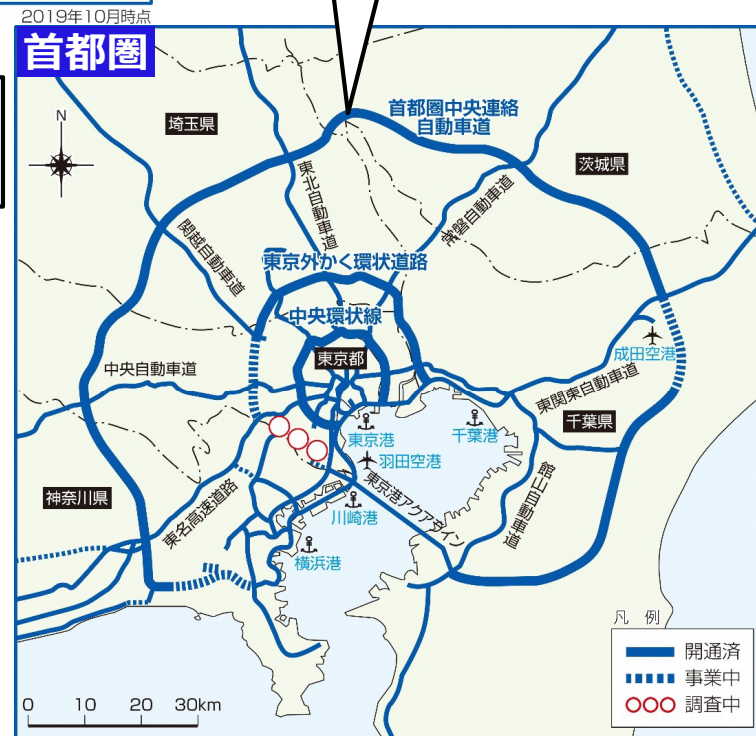 2019年10月時点
首都圏
N
埼玉県
首都圏中央連絡
自動車道
茨城県
東北自動車道
常磐自動車道
関越自動車道
東京外かく環状道路
中央環状線
東京都
中央自動車道
成田空港
東関東自動車道
千葉県
東京港
千葉港
羽田空港
東京港アクアライン
館山自動車道
神奈川県
東名高速道路
川崎港
横浜港
凡 例
開通済
事業中
調査中
0 10 20 30km